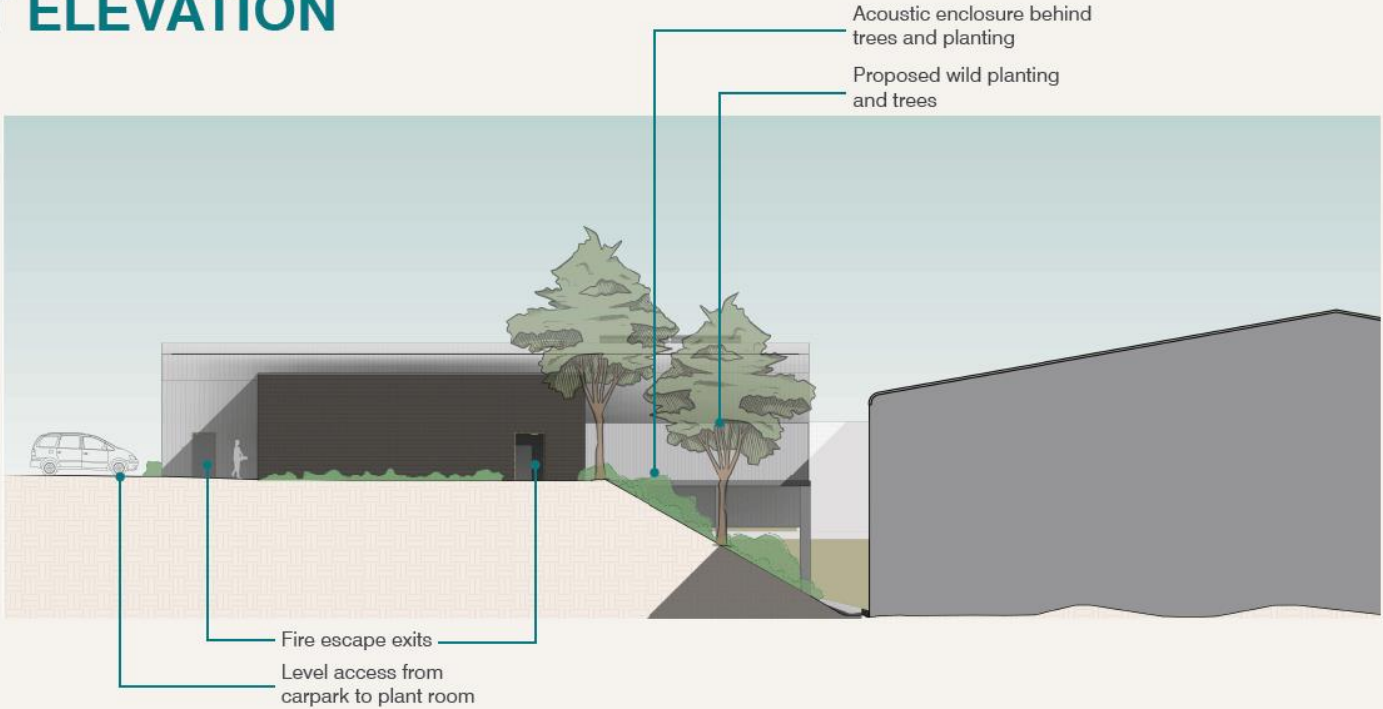 ELEVATION
Acoustic enclosure behind
trees and planting
Proposed wild planting
and trees
Fire escape exits
Level access from
carpark to plant room